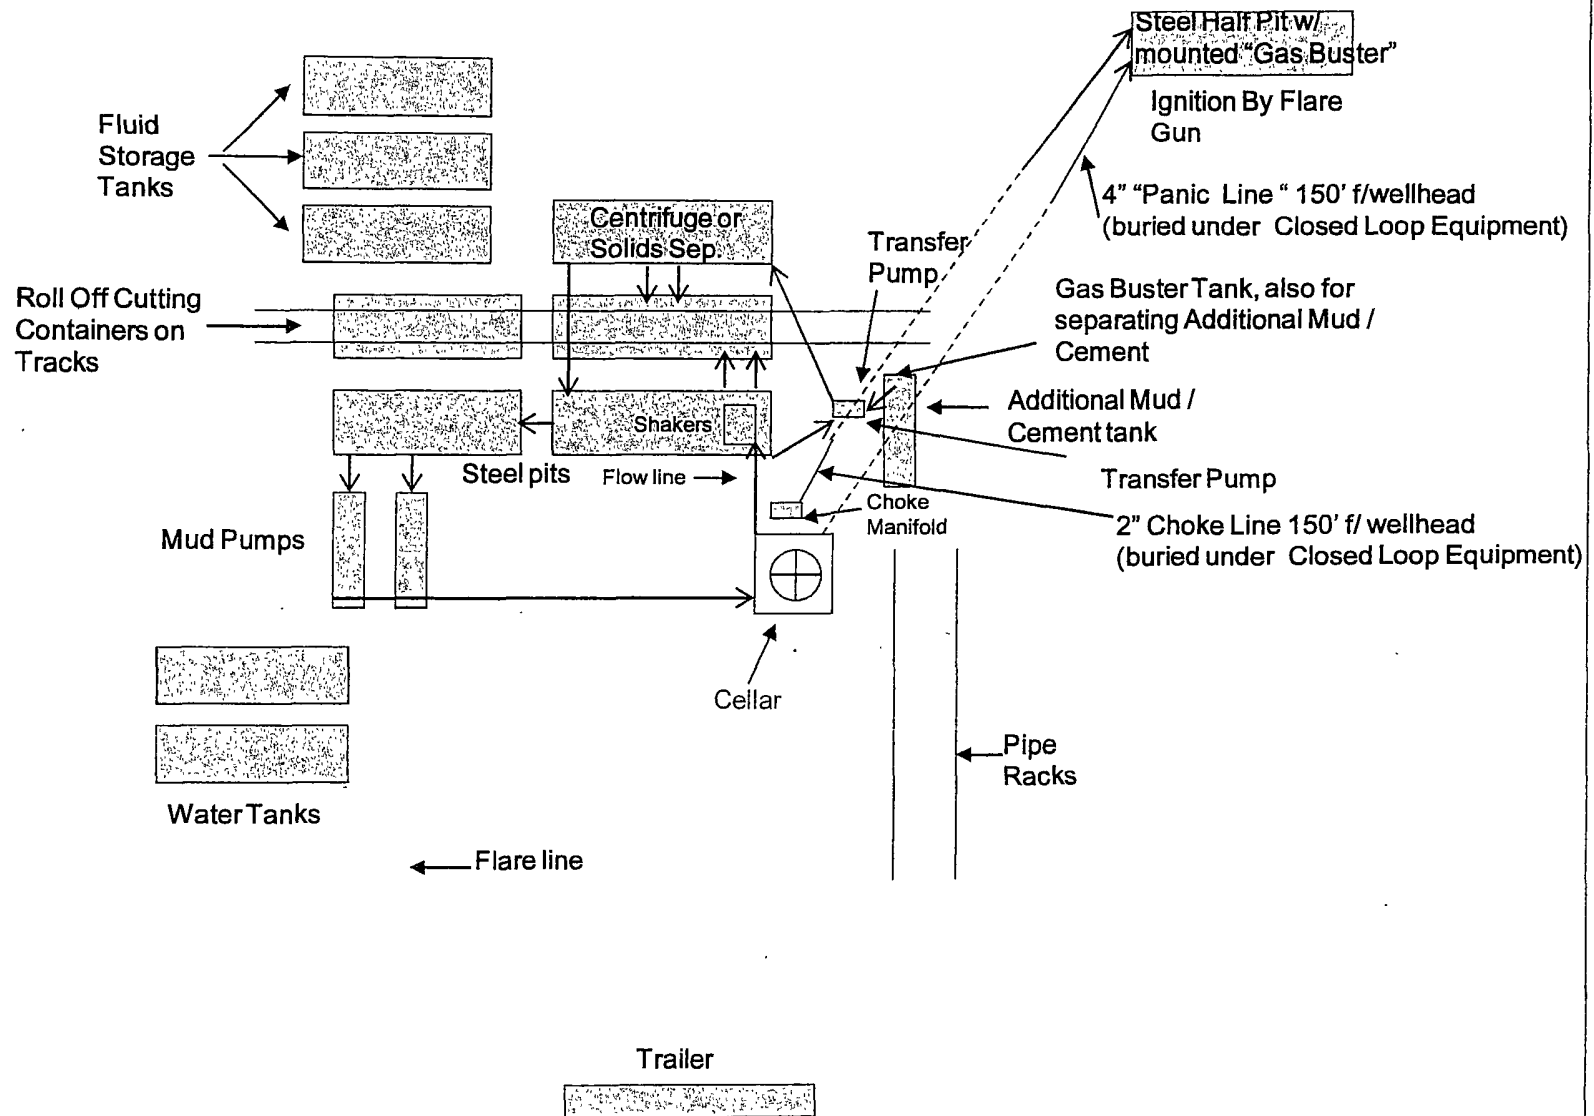 Steel Half Pit w/
mounted “Gas Buster”
Ignition By Flare
Gun
Fluid
Storage
Tanks
4” “Panic Line “ 150’ f/wellhead
(buried under Closed Loop Equipment)
Centrifuge or
Solids Sep.
Transfer
Pump
Roll Off Cutting
Containers on
Tracks
Gas Buster Tank, also for
separating Additional Mud /
Cement
Additional Mud /
Cement tank
Shakers
Steel pits
Flow line
Transfer Pump
Choke
Manifold
2” Choke Line 150’ f/ wellhead
(buried under Closed Loop Equipment)
Mud Pumps
Cellar
Pipe
Racks
Water Tanks
Flare line
Trailer